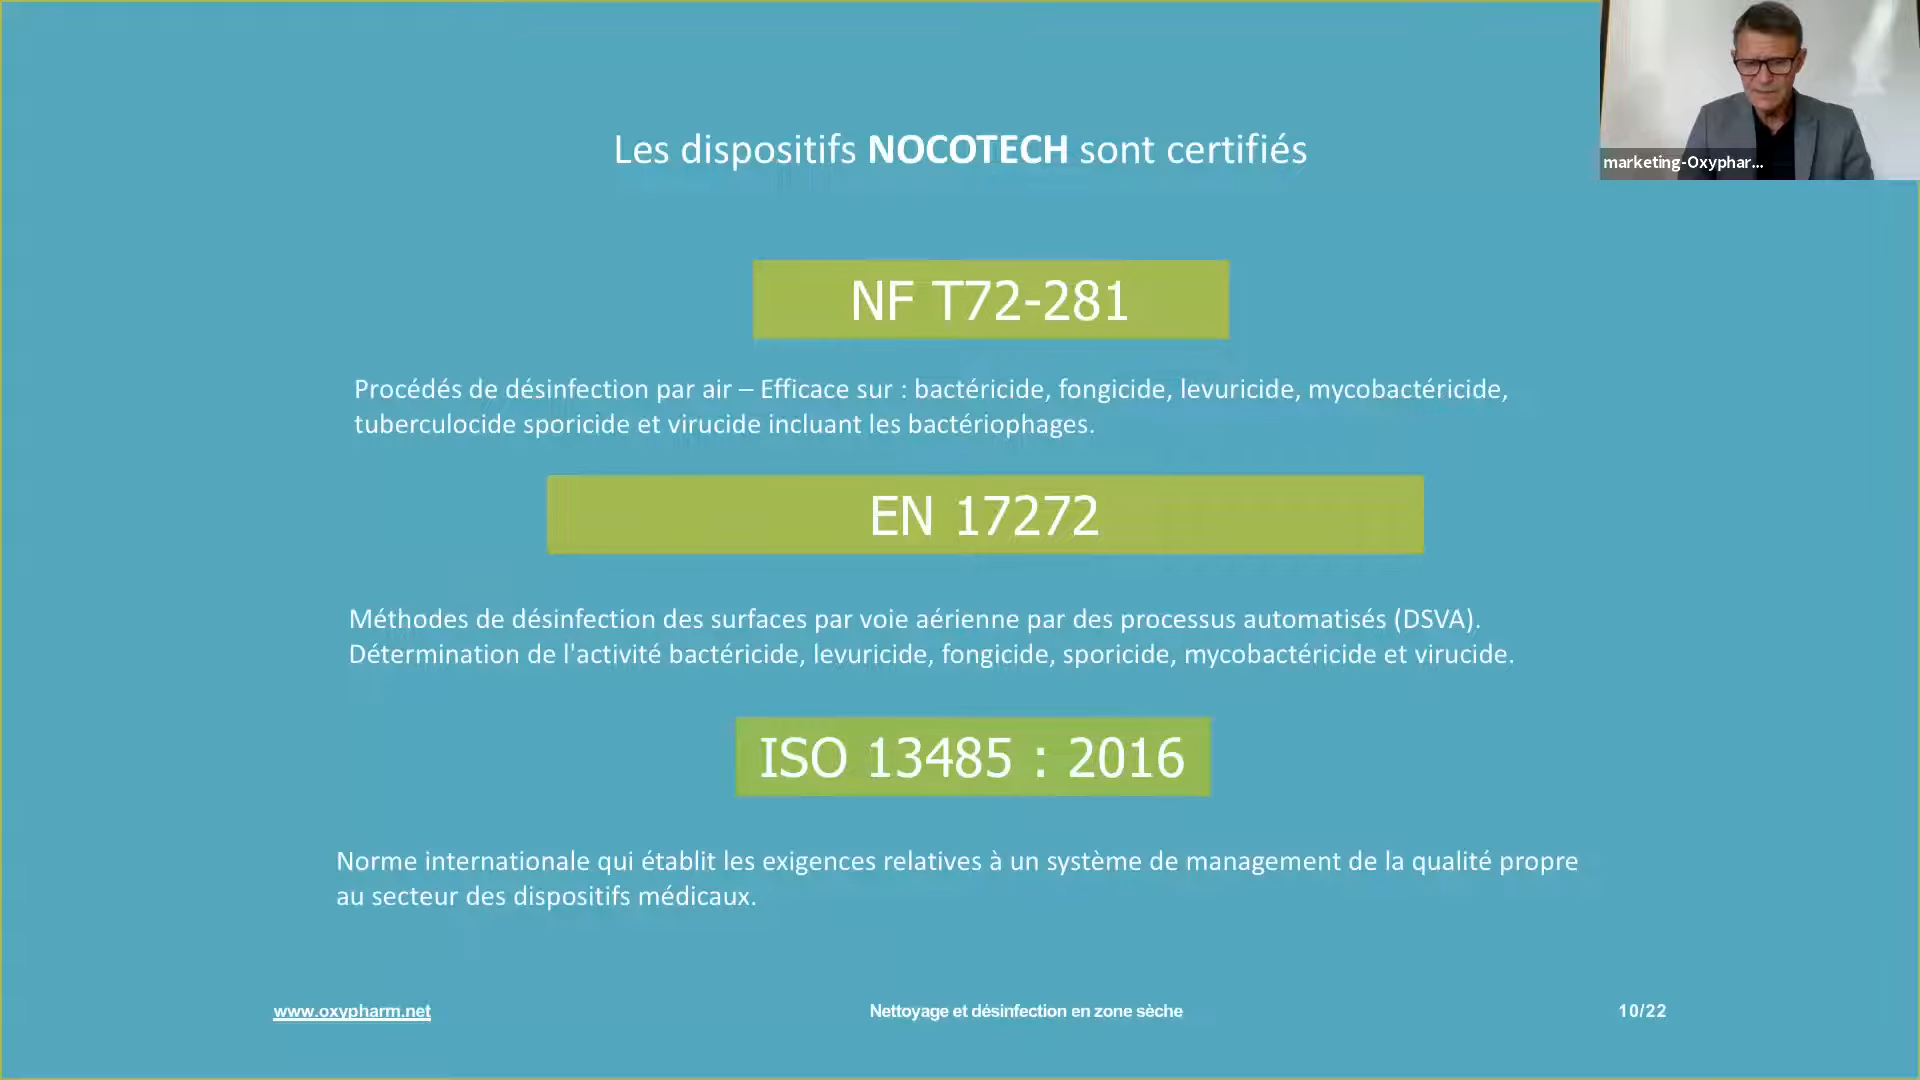 Les dispositifs NOCOTECH sont certifiés
marketing-Oxyphar...
NF T72-281
Procédés de désinfection par air – Efficace sur : bactéricide, fongicide, levuricide, mycobactéricide,
tuberculocide sporicide et virucide incluant les bactériophages.
EN 17272
Méthodes de désinfection des surfaces par voie aérienne par des processus automatisés (DSVA).
Détermination de l'activité bactéricide, levuricide, fongicide, sporicide, mycobactéricide et virucide.
ISO 13485 : 2016
Norme internationale qui établit les exigences relatives à un système de management de la qualité propre
au secteur des dispositifs médicaux.
www.oxypharm.net
Nettoyage et désinfection en zone sèche
10/22